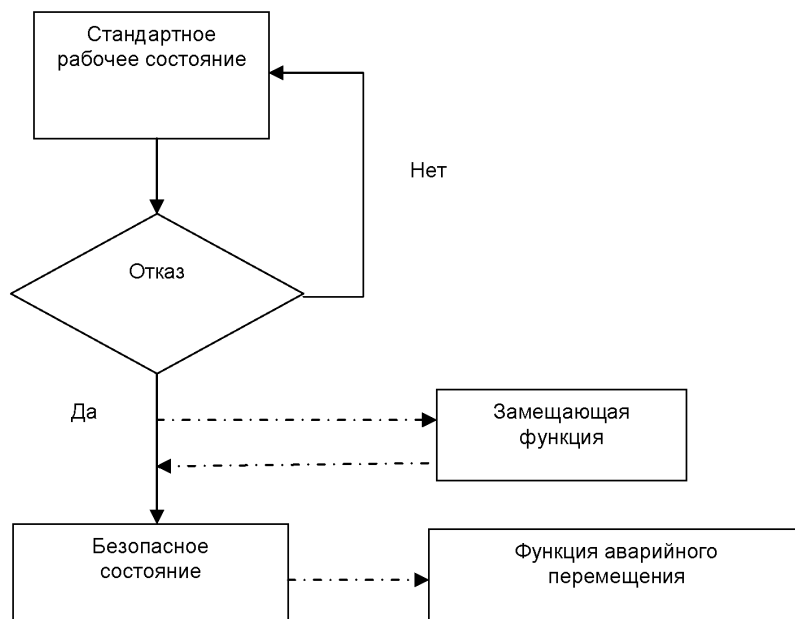 Стандартное
рабочее состояние
Нет
Отказ
Да
Замещающая
функция
Безопасное
состояние
Функция аварийного
перемещения